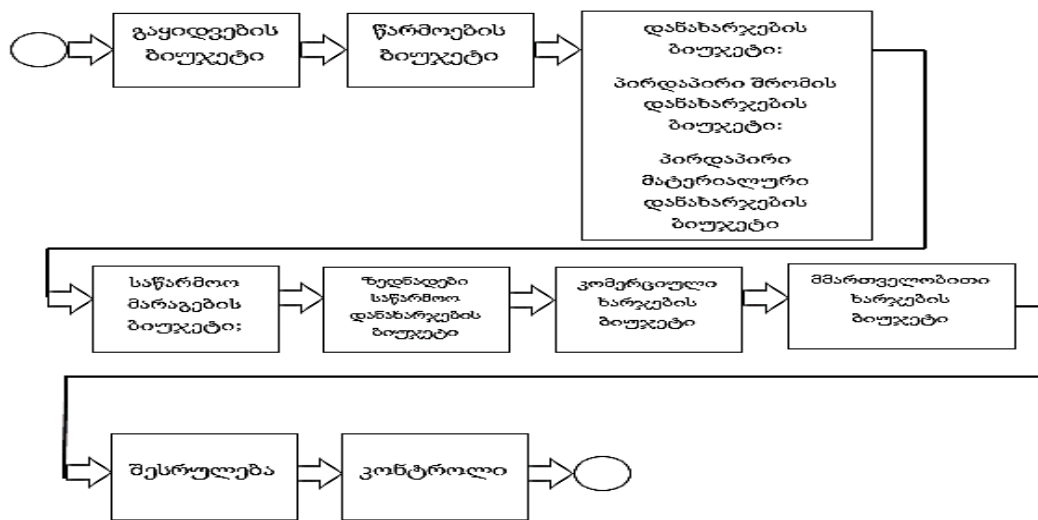 გაყიდვების
ბიუჯეტი
წარმოების
ბიუჯეტი
დანახარჯების
ბიუჯეტი:
პირდაპირი შრომის
დანახარჯების
ბიუჯეტი:
პირდაპირი
მატერიალური
დანახარჯების
ბიუჯეტი
საწარმოო
მარაგების
ბიუჯეტი;
ზედნადები
საწარმოო
დანახარჯების
ბიუჯეტი
კომერციული
ხარჯების
ბიუჯეტი
მმართველობითი
ხარჯების
ბიუჯეტი
შესრულება
კონტროლი